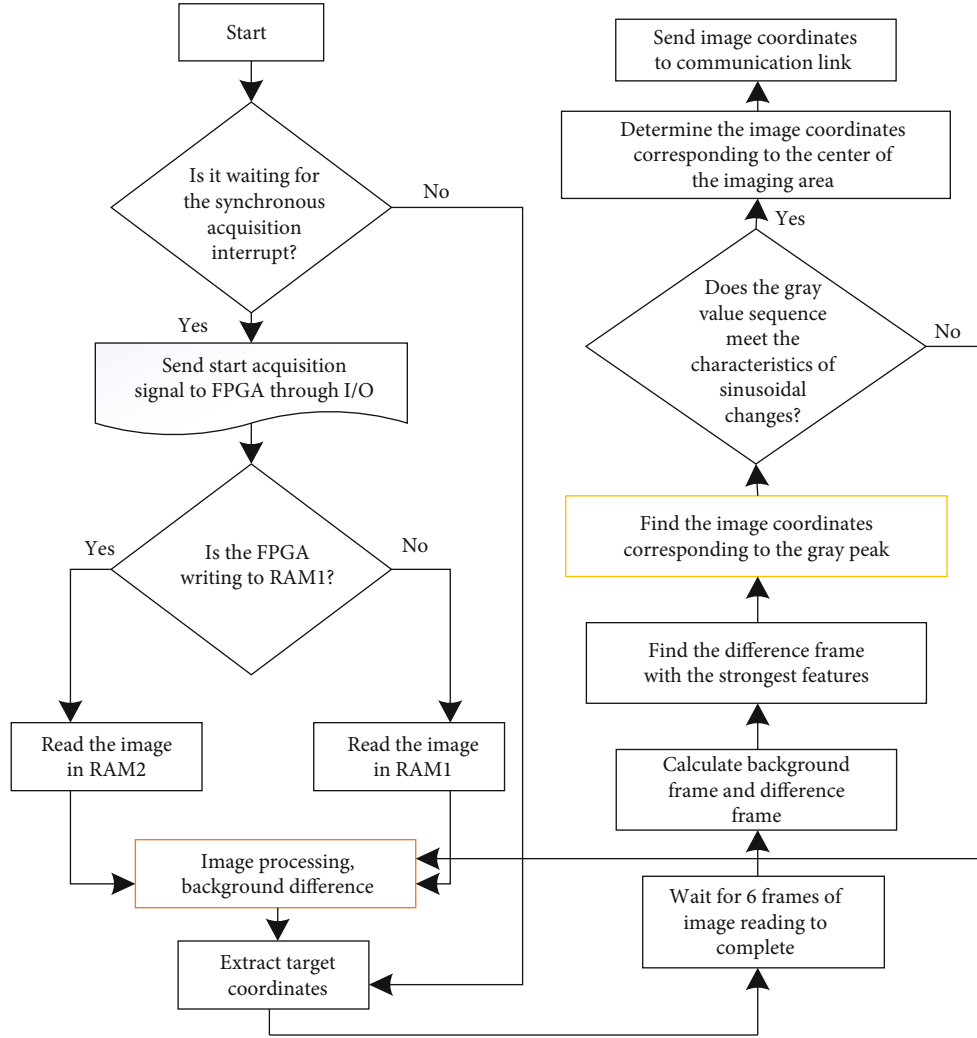 Start
Is it waiting for
the synchronous
acquisition
interrupt?
No
Yes
Send start acquisition
signal to FPGA through I/O
Is the FPGA
writing to RAM1?
Yes
No
Read the image
in RAM2
Read the image
in RAM1
Image processing,
background difference
Extract target
coordinates
Wait for 6 frames of
image reading to
complete
Calculate background
frame and difference
frame
Find the difference frame
with the strongest features
Find the image coordinates
corresponding to the gray peak
Does the gray
value sequence
meet the
characteristics of
sinusoidal
changes?
No
Yes
Determine the image coordinates
corresponding to the center of
the imaging area
Send image coordinates
to communication link